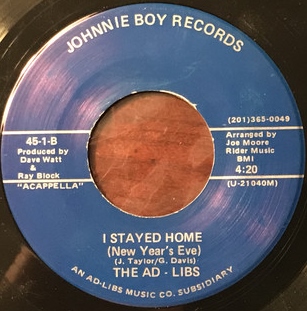 JOHNNIE BOY RECORDS
(201)365-0049
45-1-B
Produced by
Dave Watt
&
Ray Block
"ACAPPELLA"
Arranged by
Joe Moore
Rider Music
BMI
4:20
(U-21040M)
I STAYED HOME
(New Year's Eve)
(J. Taylor/G. Davis)
THE AD - LIBS
AN AD-LIBS MUSIC CO. SUBSIDIARY